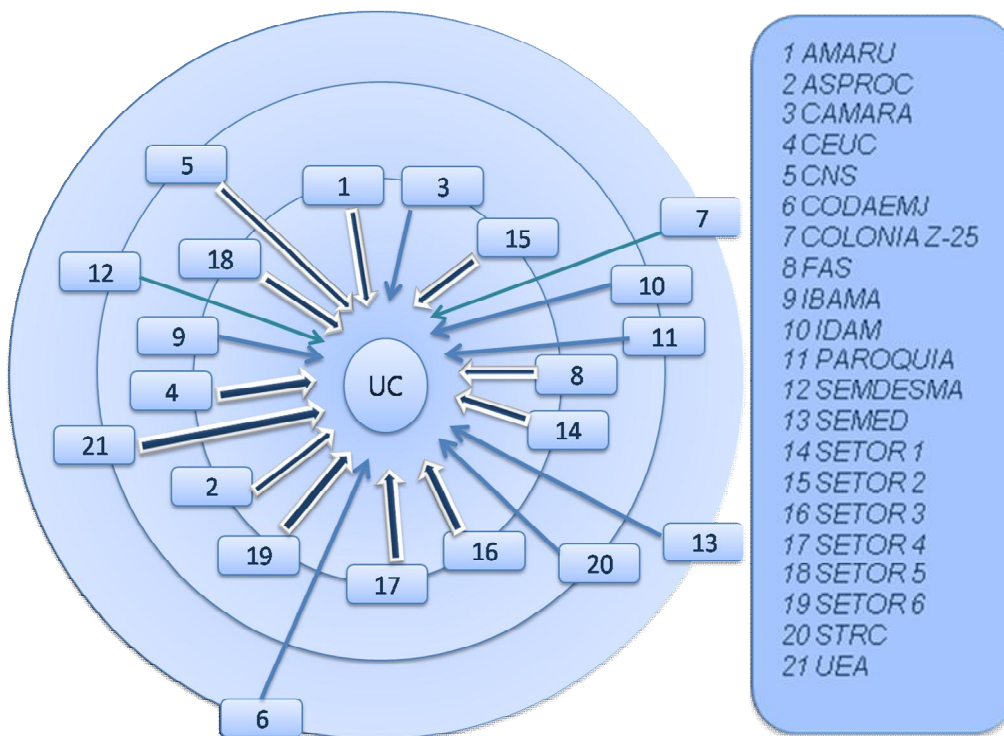 5
1
3
7
15
18
12
10
9
11
UC
8
4
14
21
2
16
13
19
20
17
6
1 AMARU
2 ASPROC
3 CAMARA
4 CEUC
5 CNS
6 CODAEMJ
7 COLONIA Z-25
8 FAS
9 IBAMA
10 IDAM
11 PAROQUIA
12 SEMDESMA
13 SEMED
14 SETOR 1
15 SETOR 2
16 SETOR 3
17 SETOR 4
18 SETOR 5
19 SETOR 6
20 STRC
21 UEA